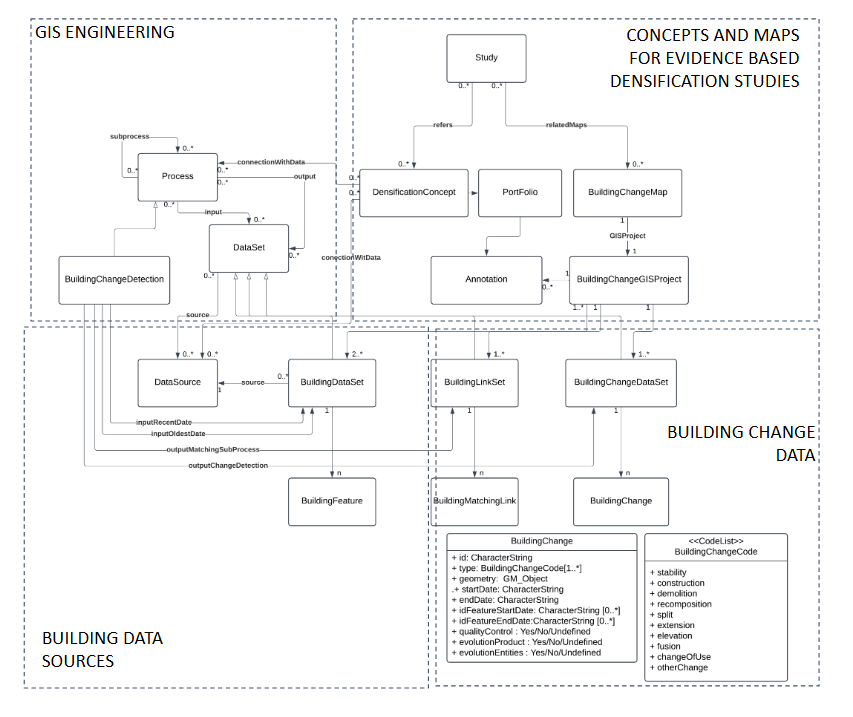 GIS ENGINEERING
CONCEPTS AND MAPS
FOR EVIDENCE BASED
DENSIFICATION STUDIES
Study
0..*
0..*
refers
relatedMaps
subprocess
0..*
0..*
0..*
Process
0..*
connectionWithData
0..*
0..*
output
0..*
0..*
DensificationConcept
PortFolio
BuildingChangeMap
0..*
input
0..*
1
GISProject
DataSet
0..*
conectionWitData
1
BuildingChangeDetection
0..*
Annotation
0..*
1
BuildingChangeGISProject
1..*
1
1
source
0..*
0..*
2..*
1..*
1..*
DataSource
1
source
0..*
BuildingDataSet
BuildingLinkSet
BuildingChangeDataSet
1
1
1
inputRecentDate
inputOldestDate
outputMatchingSubProcess
outputChangeDetection
BUILDING CHANGE
DATA
n
n
n
BuildingFeature
BuildingMatchingLink
BuildingChange
BuildingChange
+ id: CharacterString
+ type: BuildingChangeCode[1..*]
+ geometry: GM_Object
.+ startDate: CharacterString
+ endDate: CharacterString
+ idFeatureStartDate: CharacterString [0..*]
+ idFeatureEndDate:CharacterString [0..*]
+ qualityControl : Yes/No/Undefined
+ evolutionProduct : Yes/No/Undefined
+ evolutionEntities : Yes/No/Undefined
<<CodeList>>
BuildingChangeCode
+ stability
+ construction
+ demolition
+ recomposition
+ split
+ extension
+ elevation
+ fusion
+ changeOfUse
+ otherChange
BUILDING DATA
SOURCES